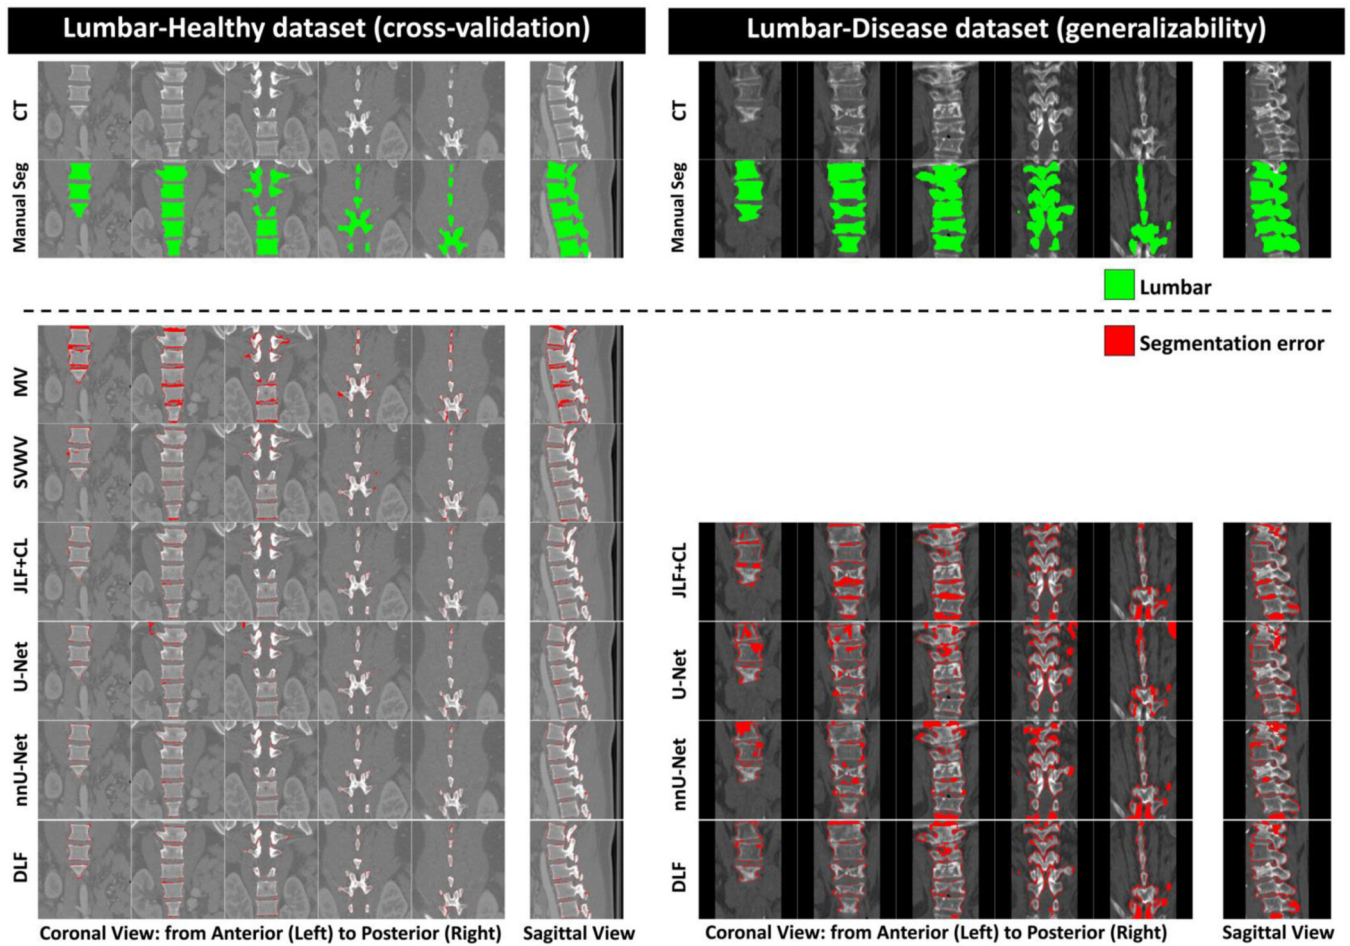 Lumbar-Healthy dataset (cross-validation)
Lumbar-Disease dataset (generalizability)
CT
Manual Seg
CT
Manual Seg
Lumbar
Segmentation error
MV
SVWV
JLF+CL
U-Net
nnU-Net
DLF
JLF+CL
U-Net
nnU-Net
DLF
Coronal View: from Anterior (Left) to Posterior (Right)
Sagittal View
Coronal View: from Anterior (Left) to Posterior (Right)
Sagittal View